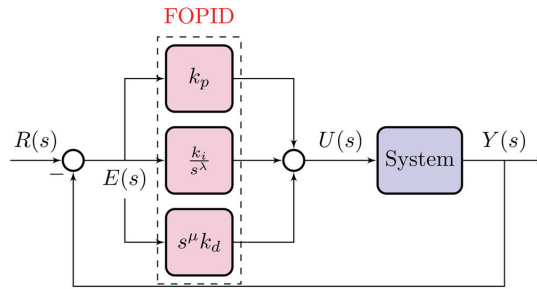 FOPID
k_p
R(s)
−
E(s)
k_i
s^λ
U(s)
System
Y(s)
s^μ k_d